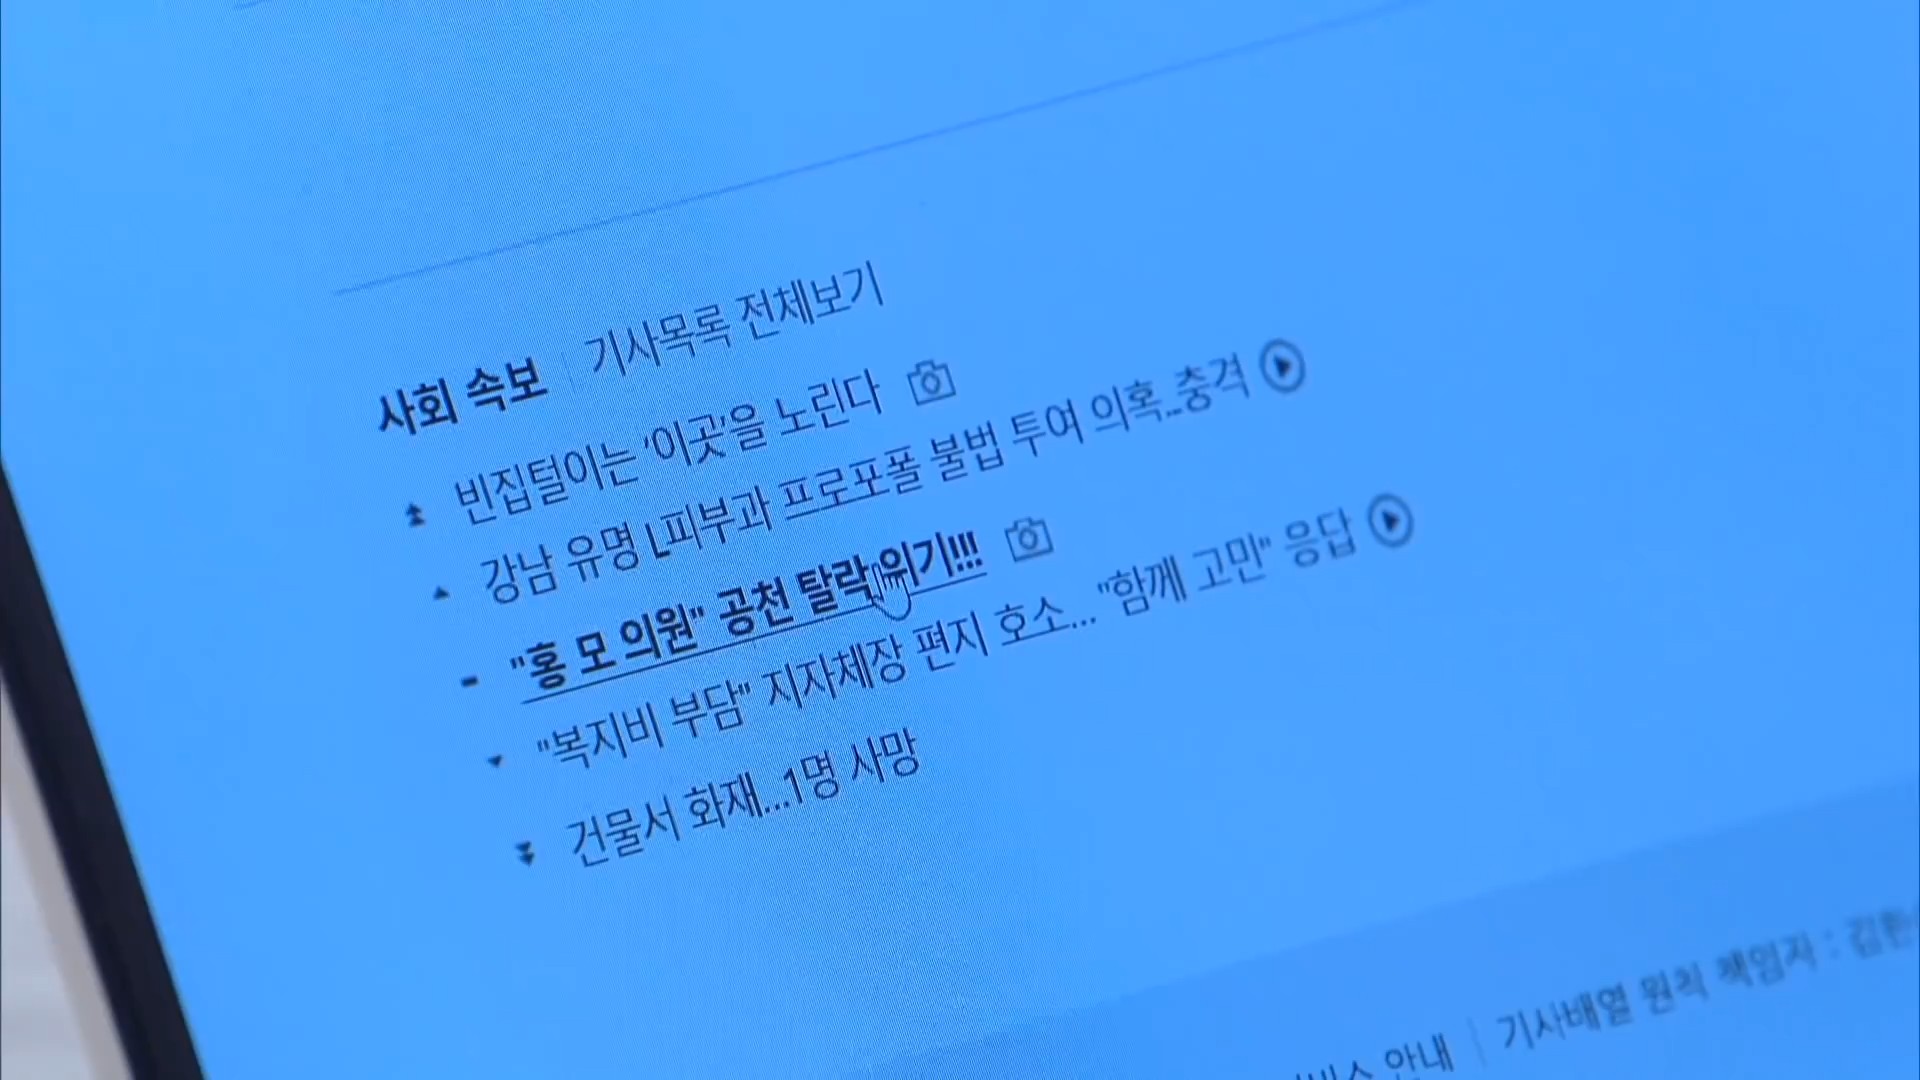 사회 속보 | 기사목록 전체보기
빈집털이는 '이곳'을 노린다
강남 유명 L피부과 프로포폴 불법 투여 의혹...충격
"홍 모 의원" 공천 탈락 위기!!!
"복지비 부담" 지자체장 편지 호소... "함께 고민" 응답
건물서 화재...1명 사망
안내 | 기사배열 원칙 책임자 :